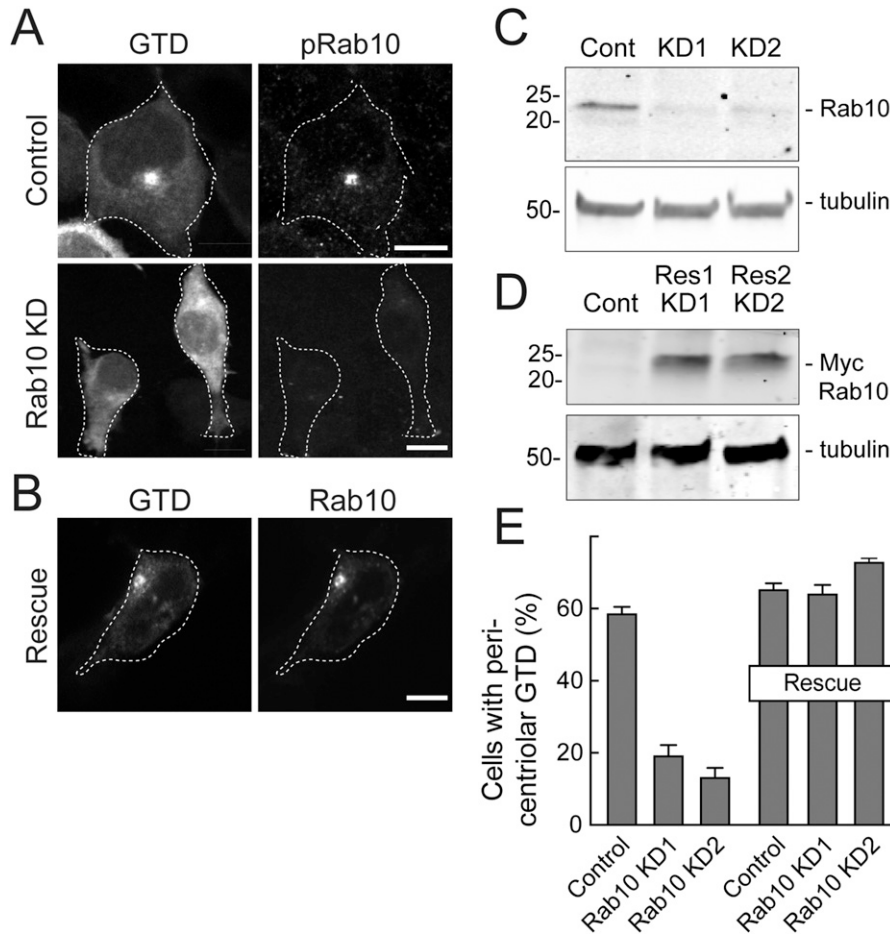 A
GTD pRab10
Control
Rab10 KD
B
GTD Rab10
Rescue
C
Cont KD1 KD2
25-
20-
- Rab10
50-
- tubulin
D
Cont Res1 KD1 Res2 KD2
25-
20-
- Myc
Rab10
50-
- tubulin
E
Cells with peri-
centriolar GTD (%)
60
40
20
0
Rescue
Control Rab10 KD1 Rab10 KD2 Control Rab10 KD1 Rab10 KD2